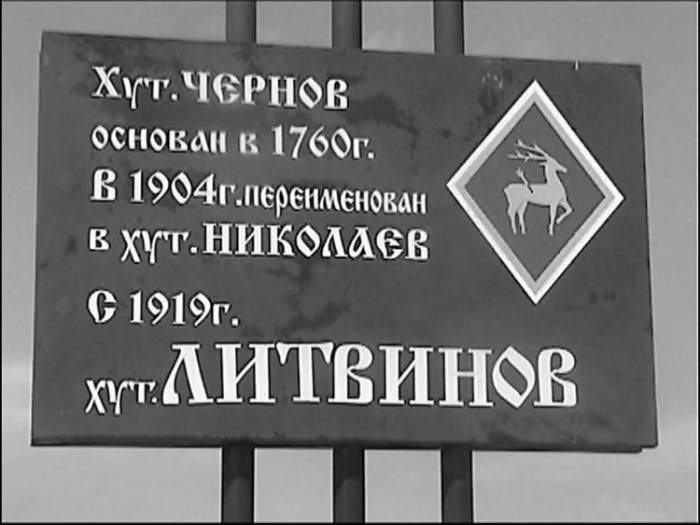 Хут. ЧЕРНОВ
основан в 1760г.
В 1904г. переименован
в хут. НИКОЛАЕВ
С 1919г.
хут. ЛИТВИНОВ